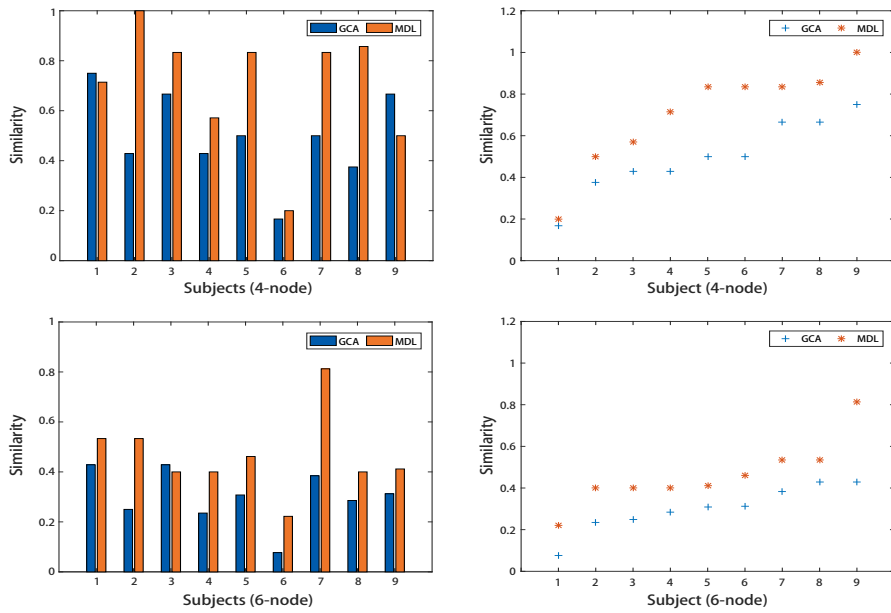 1
0.8
0.6
0.4
0.2
0
Similarity
GCA
MDL
1 2 3 4 5 6 7 8 9
Subjects (4-node)
1.2
1
0.8
0.6
0.4
0.2
0
Similarity
GCA
MDL
1 2 3 4 5 6 7 8 9
Subject (4-node)
1
0.8
0.6
0.4
0.2
0
Similarity
GCA
MDL
1 2 3 4 5 6 7 8 9
Subjects (6-node)
1.2
1
0.8
0.6
0.4
0.2
0
Similarity
GCA
MDL
1 2 3 4 5 6 7 8 9
Subject (6-node)